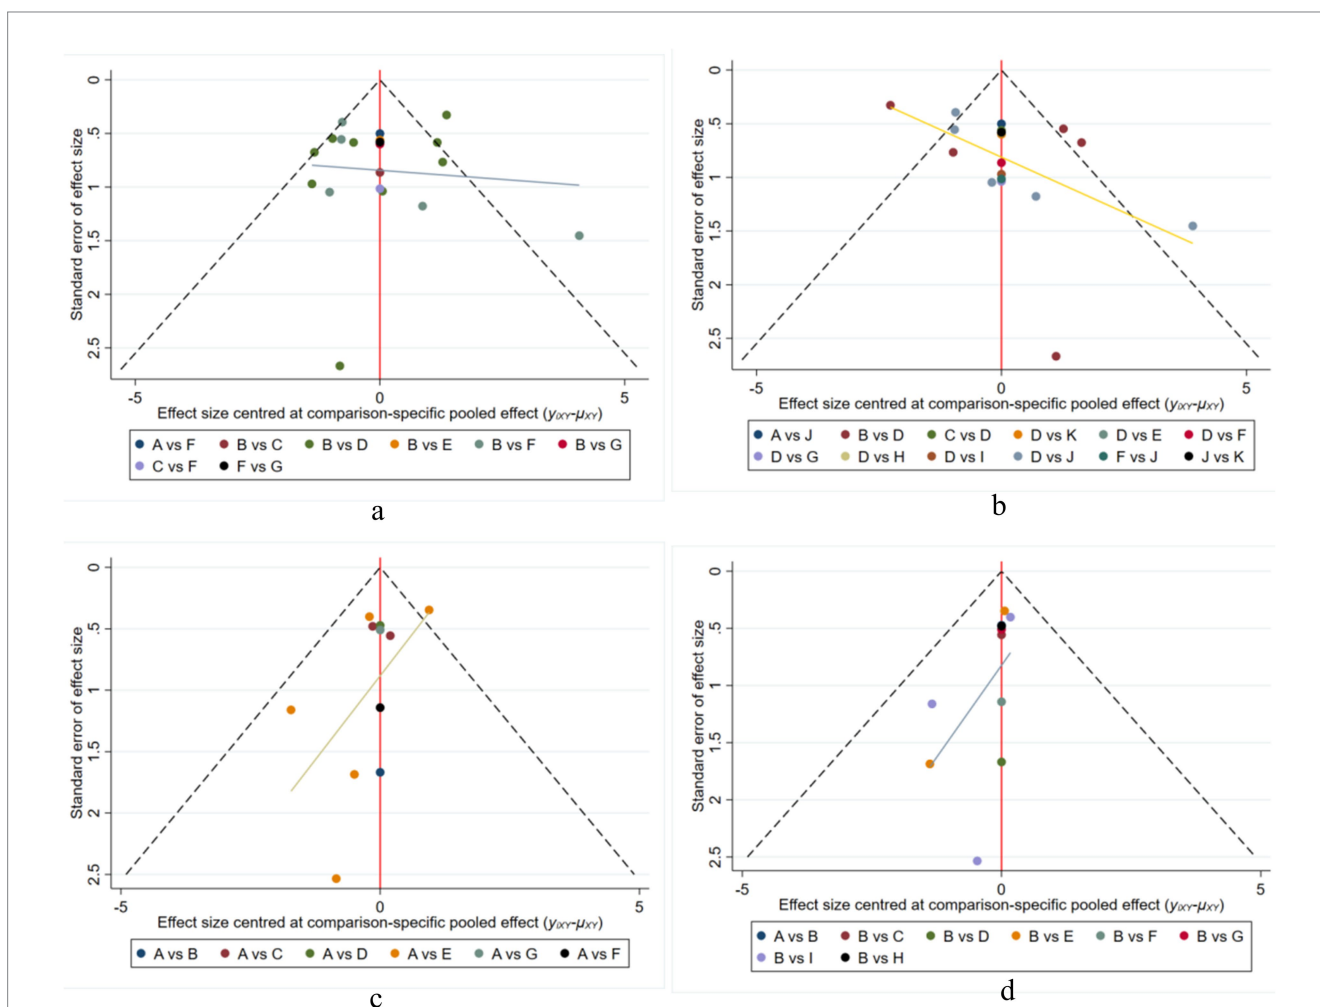 0
.5
1
1.5
2
2.5
Standard error of effect size
-5
0
5
Effect size centred at comparison-specific pooled effect (yiXY-μXY)
A vs F B vs C B vs D B vs E B vs F B vs G
C vs F F vs G
a
0
.5
1
1.5
2
2.5
Standard error of effect size
-5
0
5
Effect size centred at comparison-specific pooled effect (yiXY-μXY)
A vs J B vs D C vs D D vs K D vs E D vs F
D vs G D vs H D vs I D vs J F vs J J vs K
b
0
.5
1
1.5
2
2.5
Standard error of effect size
-5
0
5
Effect size centred at comparison-specific pooled effect (yiXY-μXY)
A vs B A vs C A vs D A vs E A vs G A vs F
c
0
.5
1
1.5
2
2.5
Standard error of effect size
-5
0
5
Effect size centred at comparison-specific pooled effect (yiXY-μXY)
A vs B B vs C B vs D B vs E B vs F B vs G
B vs I B vs H
d